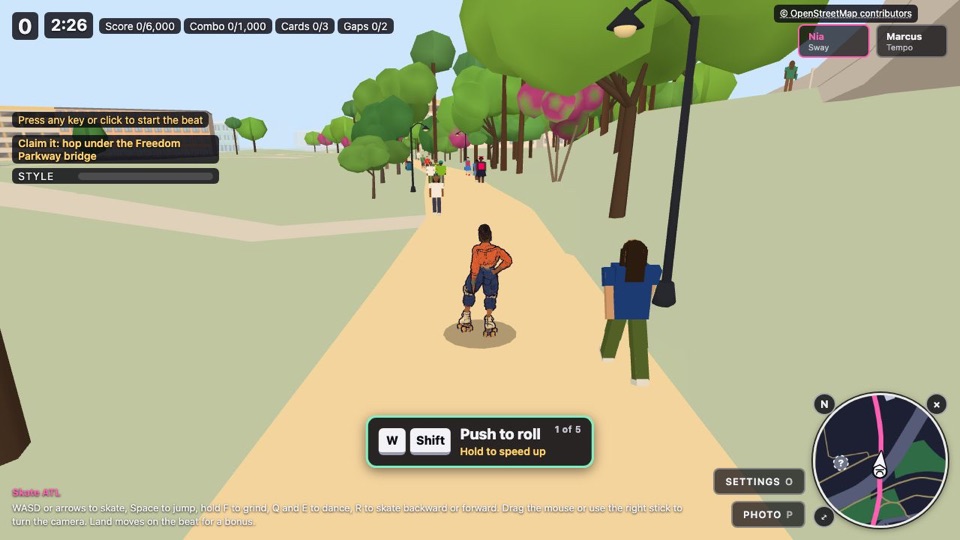 0
2:26
Score 0/6,000
Combo 0/1,000
Cards 0/3
Gaps 0/2
© OpenStreetMap contributors
Nia
Sway
Marcus
Tempo
Press any key or click to start the beat
Claim it: hop under the Freedom
Parkway bridge
STYLE
W
Shift
Push to roll
1 of 5
Hold to speed up
N
×
?
SETTINGS O
PHOTO P
Skate ATL
WASD or arrows to skate, Space to jump, hold F to grind, Q and E to dance, R to skate backward or forward. Drag the mouse or use the right stick to
turn the camera. Land moves on the beat for a bonus.